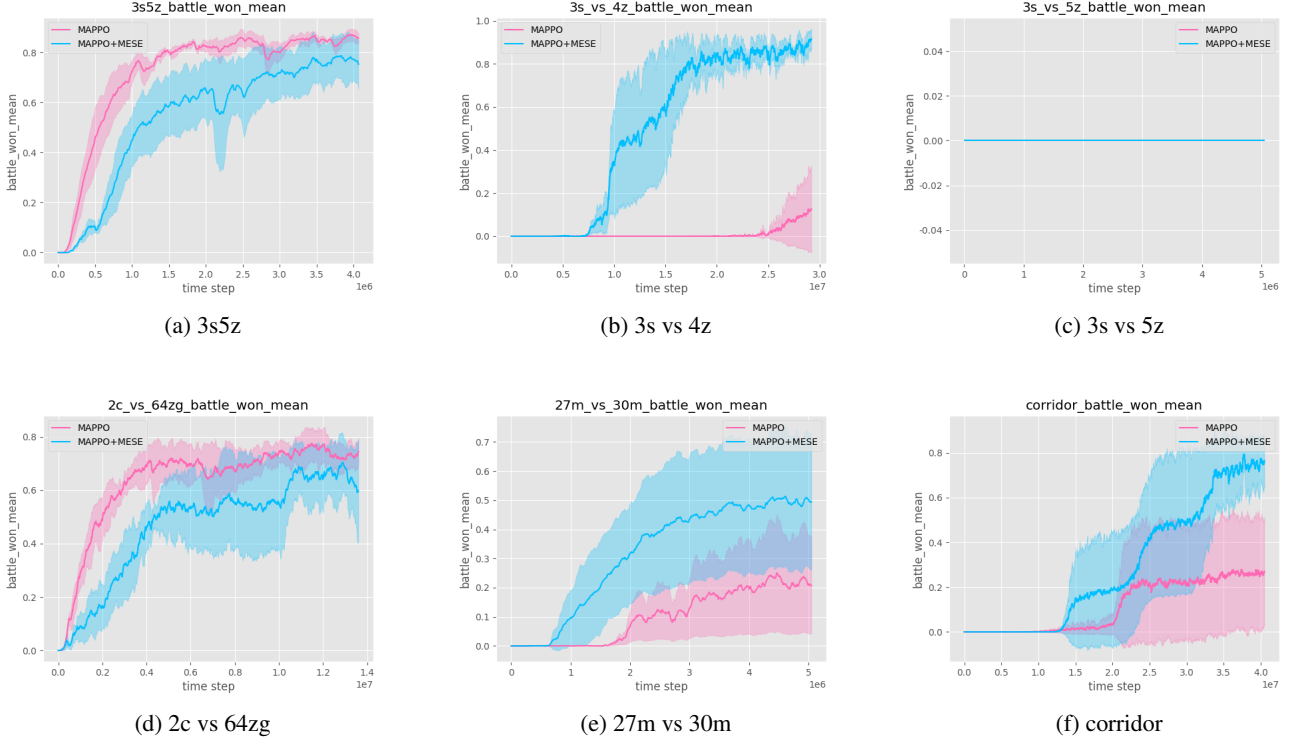 3s5z_battle_won_mean
MAPPO
MAPPO+MESE
battle_won_mean
0.8
0.6
0.4
0.2
0.0
0.0 0.5 1.0 1.5 2.0 2.5 3.0 3.5 4.0
1e6
time step
(a) 3s5z
3s_vs_4z_battle_won_mean
MAPPO
MAPPO+MESE
battle_won_mean
1.0
0.8
0.6
0.4
0.2
0.0
0.0 0.5 1.0 1.5 2.0 2.5 3.0
1e7
time step
(b) 3s vs 4z
3s_vs_5z_battle_won_mean
MAPPO
MAPPO+MESE
battle_won_mean
0.04
0.02
0.00
-0.02
-0.04
0 1 2 3 4 5
1e6
time step
(c) 3s vs 5z
2c_vs_64zg_battle_won_mean
MAPPO
MAPPO+MESE
battle_won_mean
0.8
0.6
0.4
0.2
0.0
0.0 0.2 0.4 0.6 0.8 1.0 1.2 1.4
1e7
time step
(d) 2c vs 64zg
27m_vs_30m_battle_won_mean
MAPPO
MAPPO+MESE
battle_won_mean
0.7
0.6
0.5
0.4
0.3
0.2
0.1
0.0
0 1 2 3 4 5
1e6
time step
(e) 27m vs 30m
corridor_battle_won_mean
MAPPO
MAPPO+MESE
battle_won_mean
0.8
0.6
0.4
0.2
0.0
0.0 0.5 1.0 1.5 2.0 2.5 3.0 3.5 4.0
1e7
time step
(f) corridor